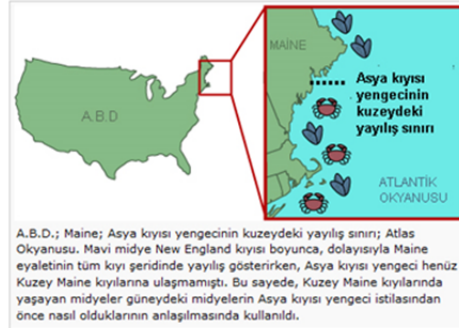 MAİNE
A.B.D
Asya kıyısı
yengecinin
kuzeydeki
yayılış sınırı
ATLANTİK
OKYANUSU
A.B.D.; Maine; Asya kıyısı yengecinin kuzeydeki yayılış sınırı; Atlas
Okyanusu. Mavi midye New England kıyısı boyunca, dolayısıyla Maine
eyaletinin tüm kıyı şeridinde yayılış gösterirken, Asya kıyısı yengeci henüz
Kuzey Maine kıyılarına ulaşmamıştı. Bu sayede, Kuzey Maine kıyılarında
yaşayan midyeler güneydeki midyelerin Asya kıyısı yengeci istilasından
önce nasıl olduklarının anlaşılmasında kullanıldı.